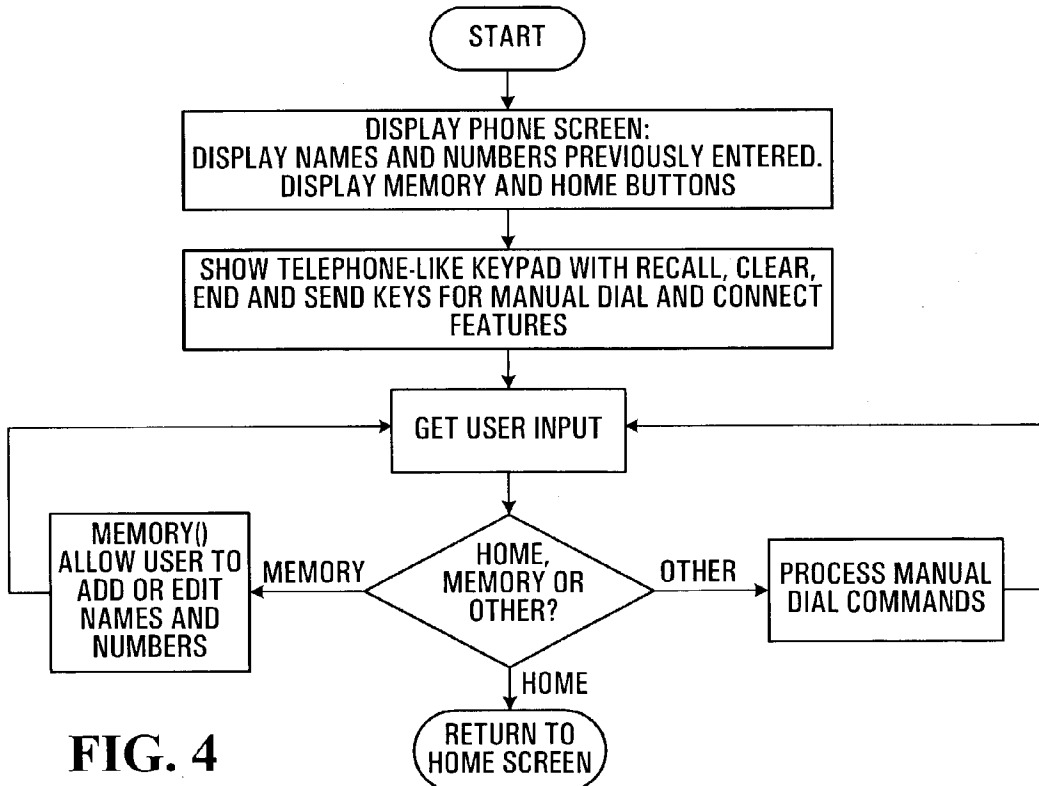 START
DISPLAY PHONE SCREEN:
DISPLAY NAMES AND NUMBERS PREVIOUSLY ENTERED.
DISPLAY MEMORY AND HOME BUTTONS
SHOW TELEPHONE-LIKE KEYPAD WITH RECALL, CLEAR,
END AND SEND KEYS FOR MANUAL DIAL AND CONNECT
FEATURES
GET USER INPUT
MEMORY()
ALLOW USER TO
ADD OR EDIT
NAMES AND
NUMBERS
MEMORY
HOME,
MEMORY OR
OTHER?
OTHER
PROCESS MANUAL
DIAL COMMANDS
HOME
RETURN TO
HOME SCREEN
FIG. 4